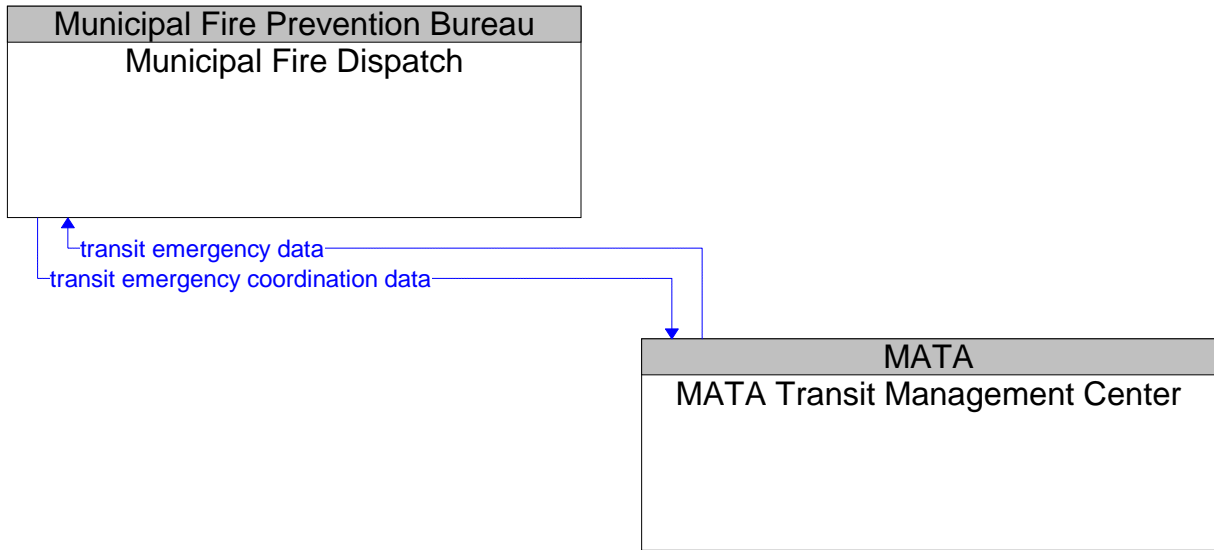 Municipal Fire Prevention Bureau
Municipal Fire Dispatch
transit emergency data
transit emergency coordination data
MATA
MATA Transit Management Center